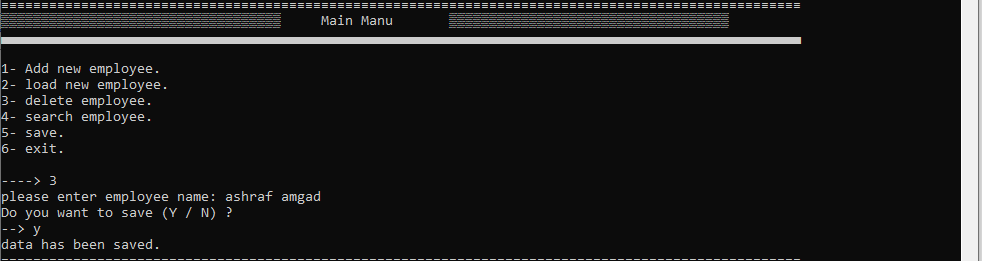 Main Manu
1- Add new employee.
2- load new employee.
3- delete employee.
4- search employee.
5- save.
6- exit.
----> 3
please enter employee name: ashraf amgad
Do you want to save (Y / N) ?
--> y
data has been saved.